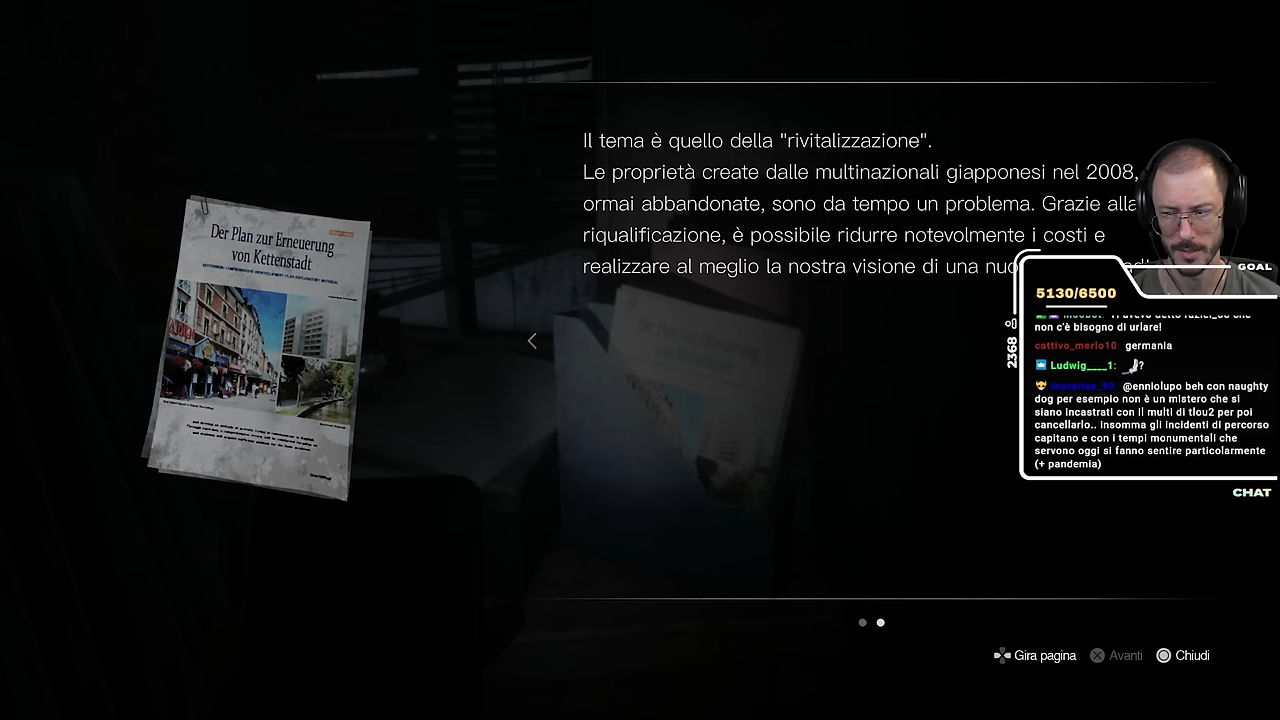 Il tema è quello della "rivitalizzazione".
Le proprietà create dalle multinazionali giapponesi nel 2008,
ormai abbandonate, sono da tempo un problema. Grazie alla
riqualificazione, è possibile ridurre notevolmente i costi e
realizzare al meglio la nostra visione di una
Der Plan zur Erneuerung
von Kettenstadt
GOAL
5130/6500
2368
non c'è bisogno di urlare!
cattivo_merlo10: germania
Ludwig____1: ?
@enniolupo beh con naughty
dog per esempio non è un mistero che si
siano incastrati con il multi di tlou2 per poi
cancellarlo.. insomma gli incidenti di percorso
capitano e con i tempi monumentali che
servono oggi si fanno sentire particolarmente
(+ pandemia)
CHAT
Gira pagina Avanti Chiudi